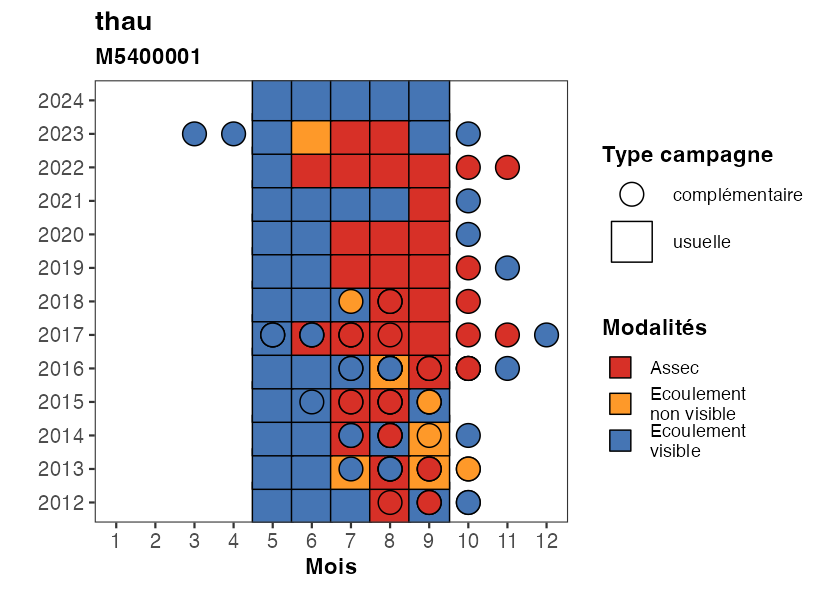 thau
M5400001
2024
2023
2022
2021
2020
2019
2018
2017
2016
2015
2014
2013
2012
1 2 3 4 5 6 7 8 9 10 11 12
Mois
Type campagne
complémentaire
usuelle
Modalités
Assec
Ecoulement
non visible
Ecoulement
visible